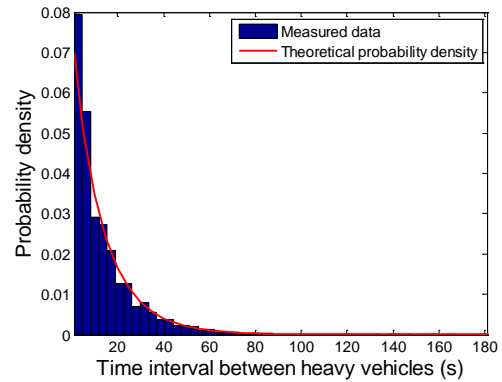 0.08
0.07
0.06
0.05
0.04
0.03
0.02
0.01
0
Probability density
Measured data
Theoretical probability density
20 40 60 80 100 120 140 160 181
Time interval between heavy vehicles (s)